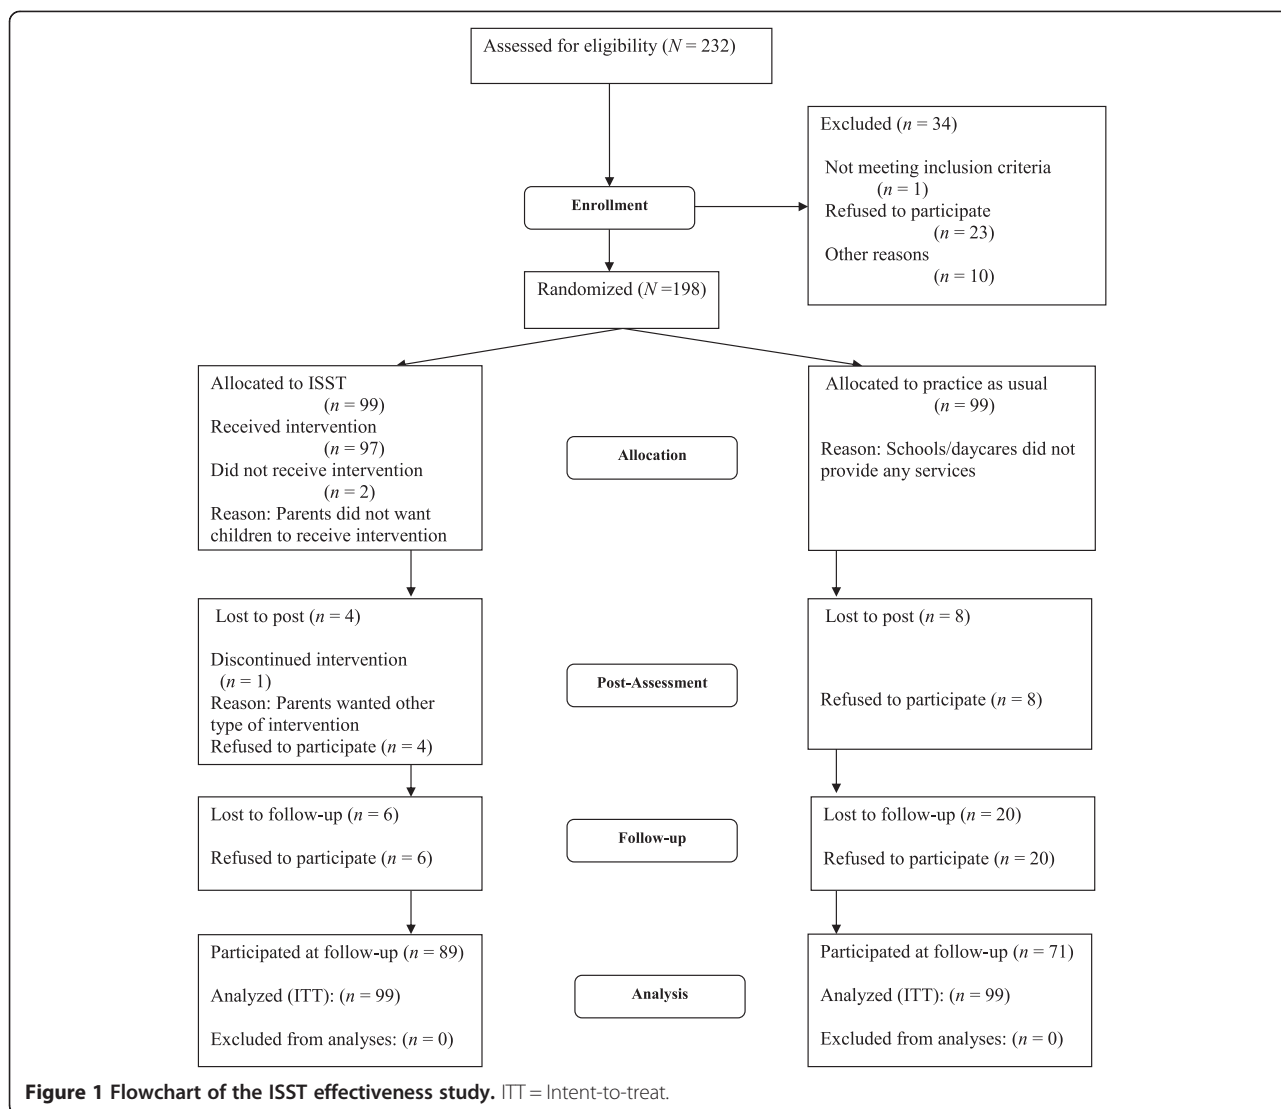 Assessed for eligibility (N = 232)
Excluded (n = 34)
Not meeting inclusion criteria
(n = 1)
Refused to participate
(n = 23)
Other reasons
(n = 10)
Enrollment
Randomized (N =198)
Allocated to ISST
(n = 99)
Received intervention
(n = 97)
Did not receive intervention
(n = 2)
Reason: Parents did not want
children to receive intervention
Allocation
Allocated to practice as usual
(n = 99)
Reason: Schools/daycares did not
provide any services
Lost to post (n = 4)
Discontinued intervention
(n = 1)
Reason: Parents wanted other
type of intervention
Refused to participate (n = 4)
Post-Assessment
Lost to post (n = 8)
Refused to participate (n = 8)
Lost to follow-up (n = 6)
Refused to participate (n = 6)
Follow-up
Lost to follow-up (n = 20)
Refused to participate (n = 20)
Participated at follow-up (n = 89)
Analyzed (ITT): (n = 99)
Excluded from analyses: (n = 0)
Analysis
Participated at follow-up (n = 71)
Analyzed (ITT): (n = 99)
Excluded from analyses: (n = 0)
Figure 1 Flowchart of the ISST effectiveness study. ITT = Intent-to-treat.